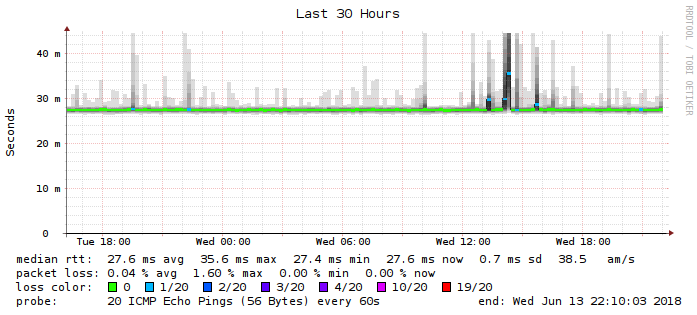 Last 30 Hours
RRDTOOL / TOBI OETIKER
Seconds
40 m
30 m
20 m
10 m
0
Tue 18:00 Wed 00:00 Wed 06:00 Wed 12:00 Wed 18:00
median rtt: 27.6 ms avg 35.6 ms max 27.4 ms min 27.6 ms now 0.7 ms sd 38.5 am/s
packet loss: 0.04 % avg 1.60 % max 0.00 % min 0.00 % now
loss color: 0 1/20 2/20 3/20 4/20 10/20 19/20
probe: 20 ICMP Echo Pings (56 Bytes) every 60s end: Wed Jun 13 22:10:03 2018